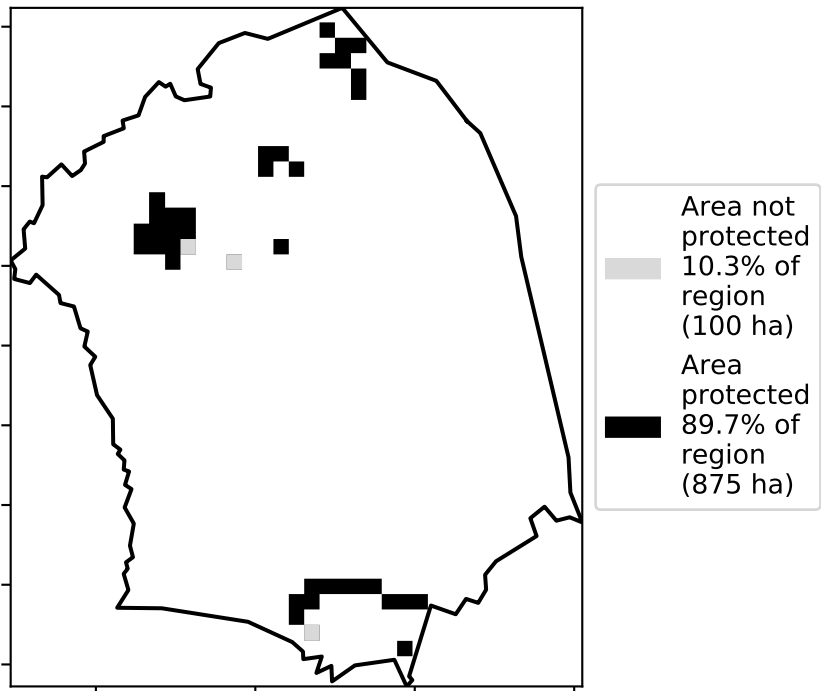 Area not
protected
10.3% of
region
(100 ha)
Area
protected
89.7% of
region
(875 ha)